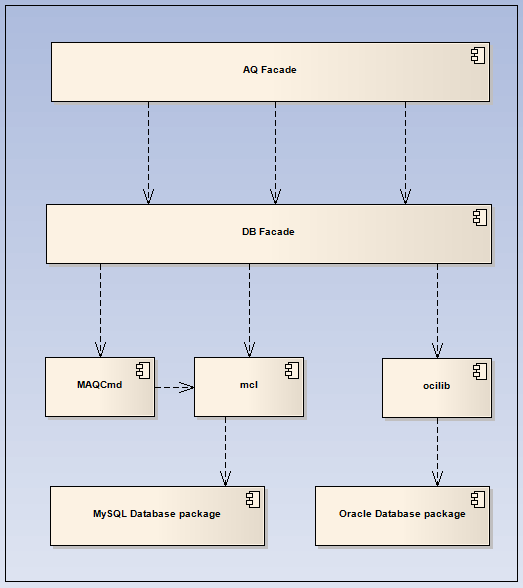 AQ Facade
DB Facade
MAQCmd
mcl
ocilib
MySQL Database package
Oracle Database package